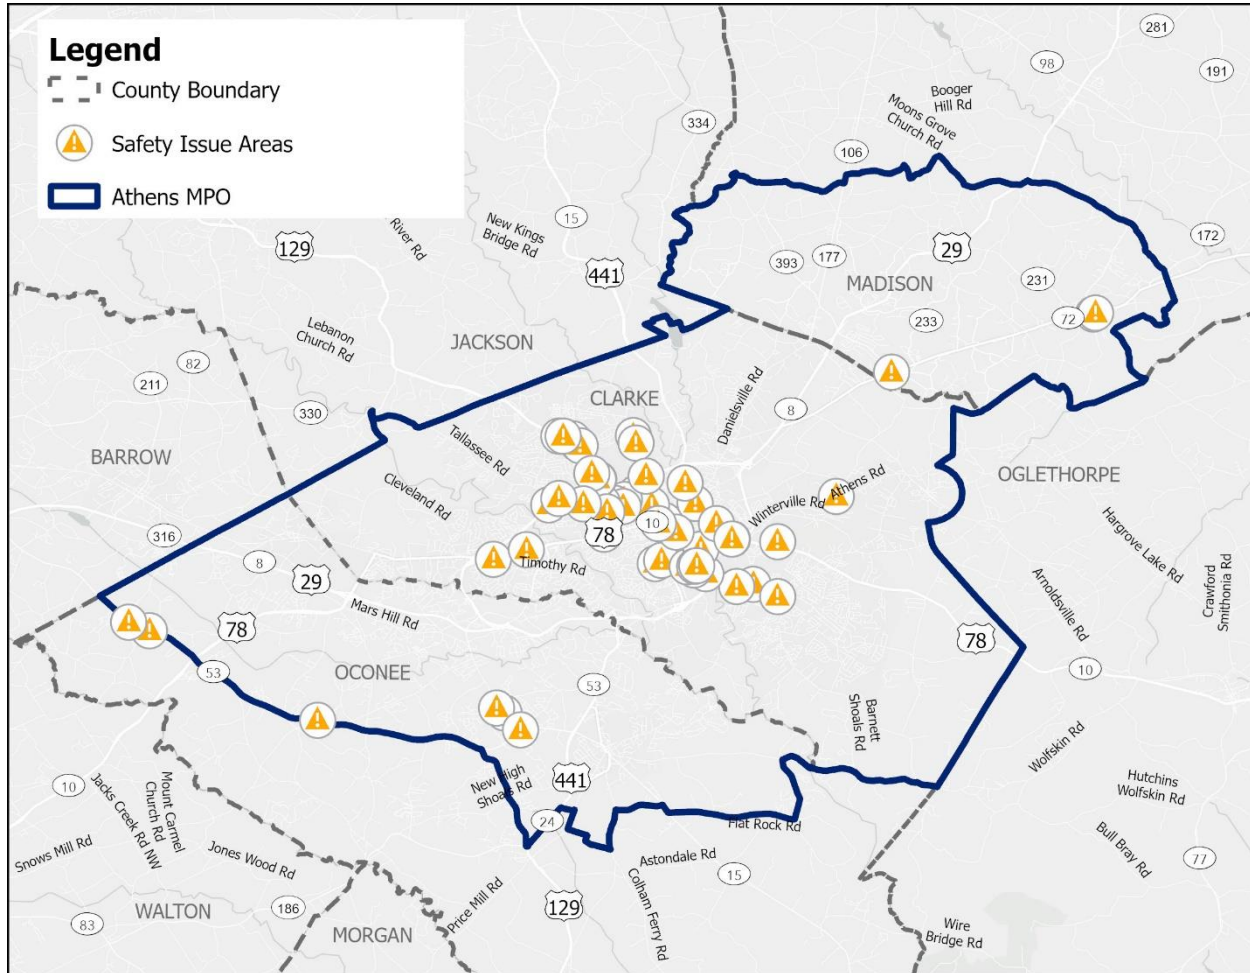 Legend
County Boundary
Safety Issue Areas
Athens MPO
281
98
191
Booger
Hill Rd
Moons Grove
Church Rd
334
106
15
New Kings
Bridge Rd
River Rd
129
441
172
29
393
177
231
MADISON
233
72
Lebanon
Church Rd
JACKSON
82
211
330
CLARKE
Danielsville Rd
8
BARROW
Tallassee Rd
Cleveland Rd
OGLETHORPE
Athens Rd
Winterville Rd
10
78
316
8
29
Timothy Rd
Hargrove Lake Rd
Arnoldsville Rd
Crawford
Smithonia Rd
Mars Hill Rd
78
78
10
53
OCONEE
53
Barnett
Shoals Rd
Wolfskin Rd
10
Jacks Creek Rd NW
Mount Carmel
Church Rd
New High
Shoals Rd
441
Hutchins
Wolfskin Rd
24
Flat Rock Rd
Bull Bray Rd
77
Snows Mill Rd
Jones Wood Rd
Astondale Rd
15
Colham Ferry Rd
Price Mill Rd
129
186
WALTON
83
MORGAN
Wire
Bridge Rd